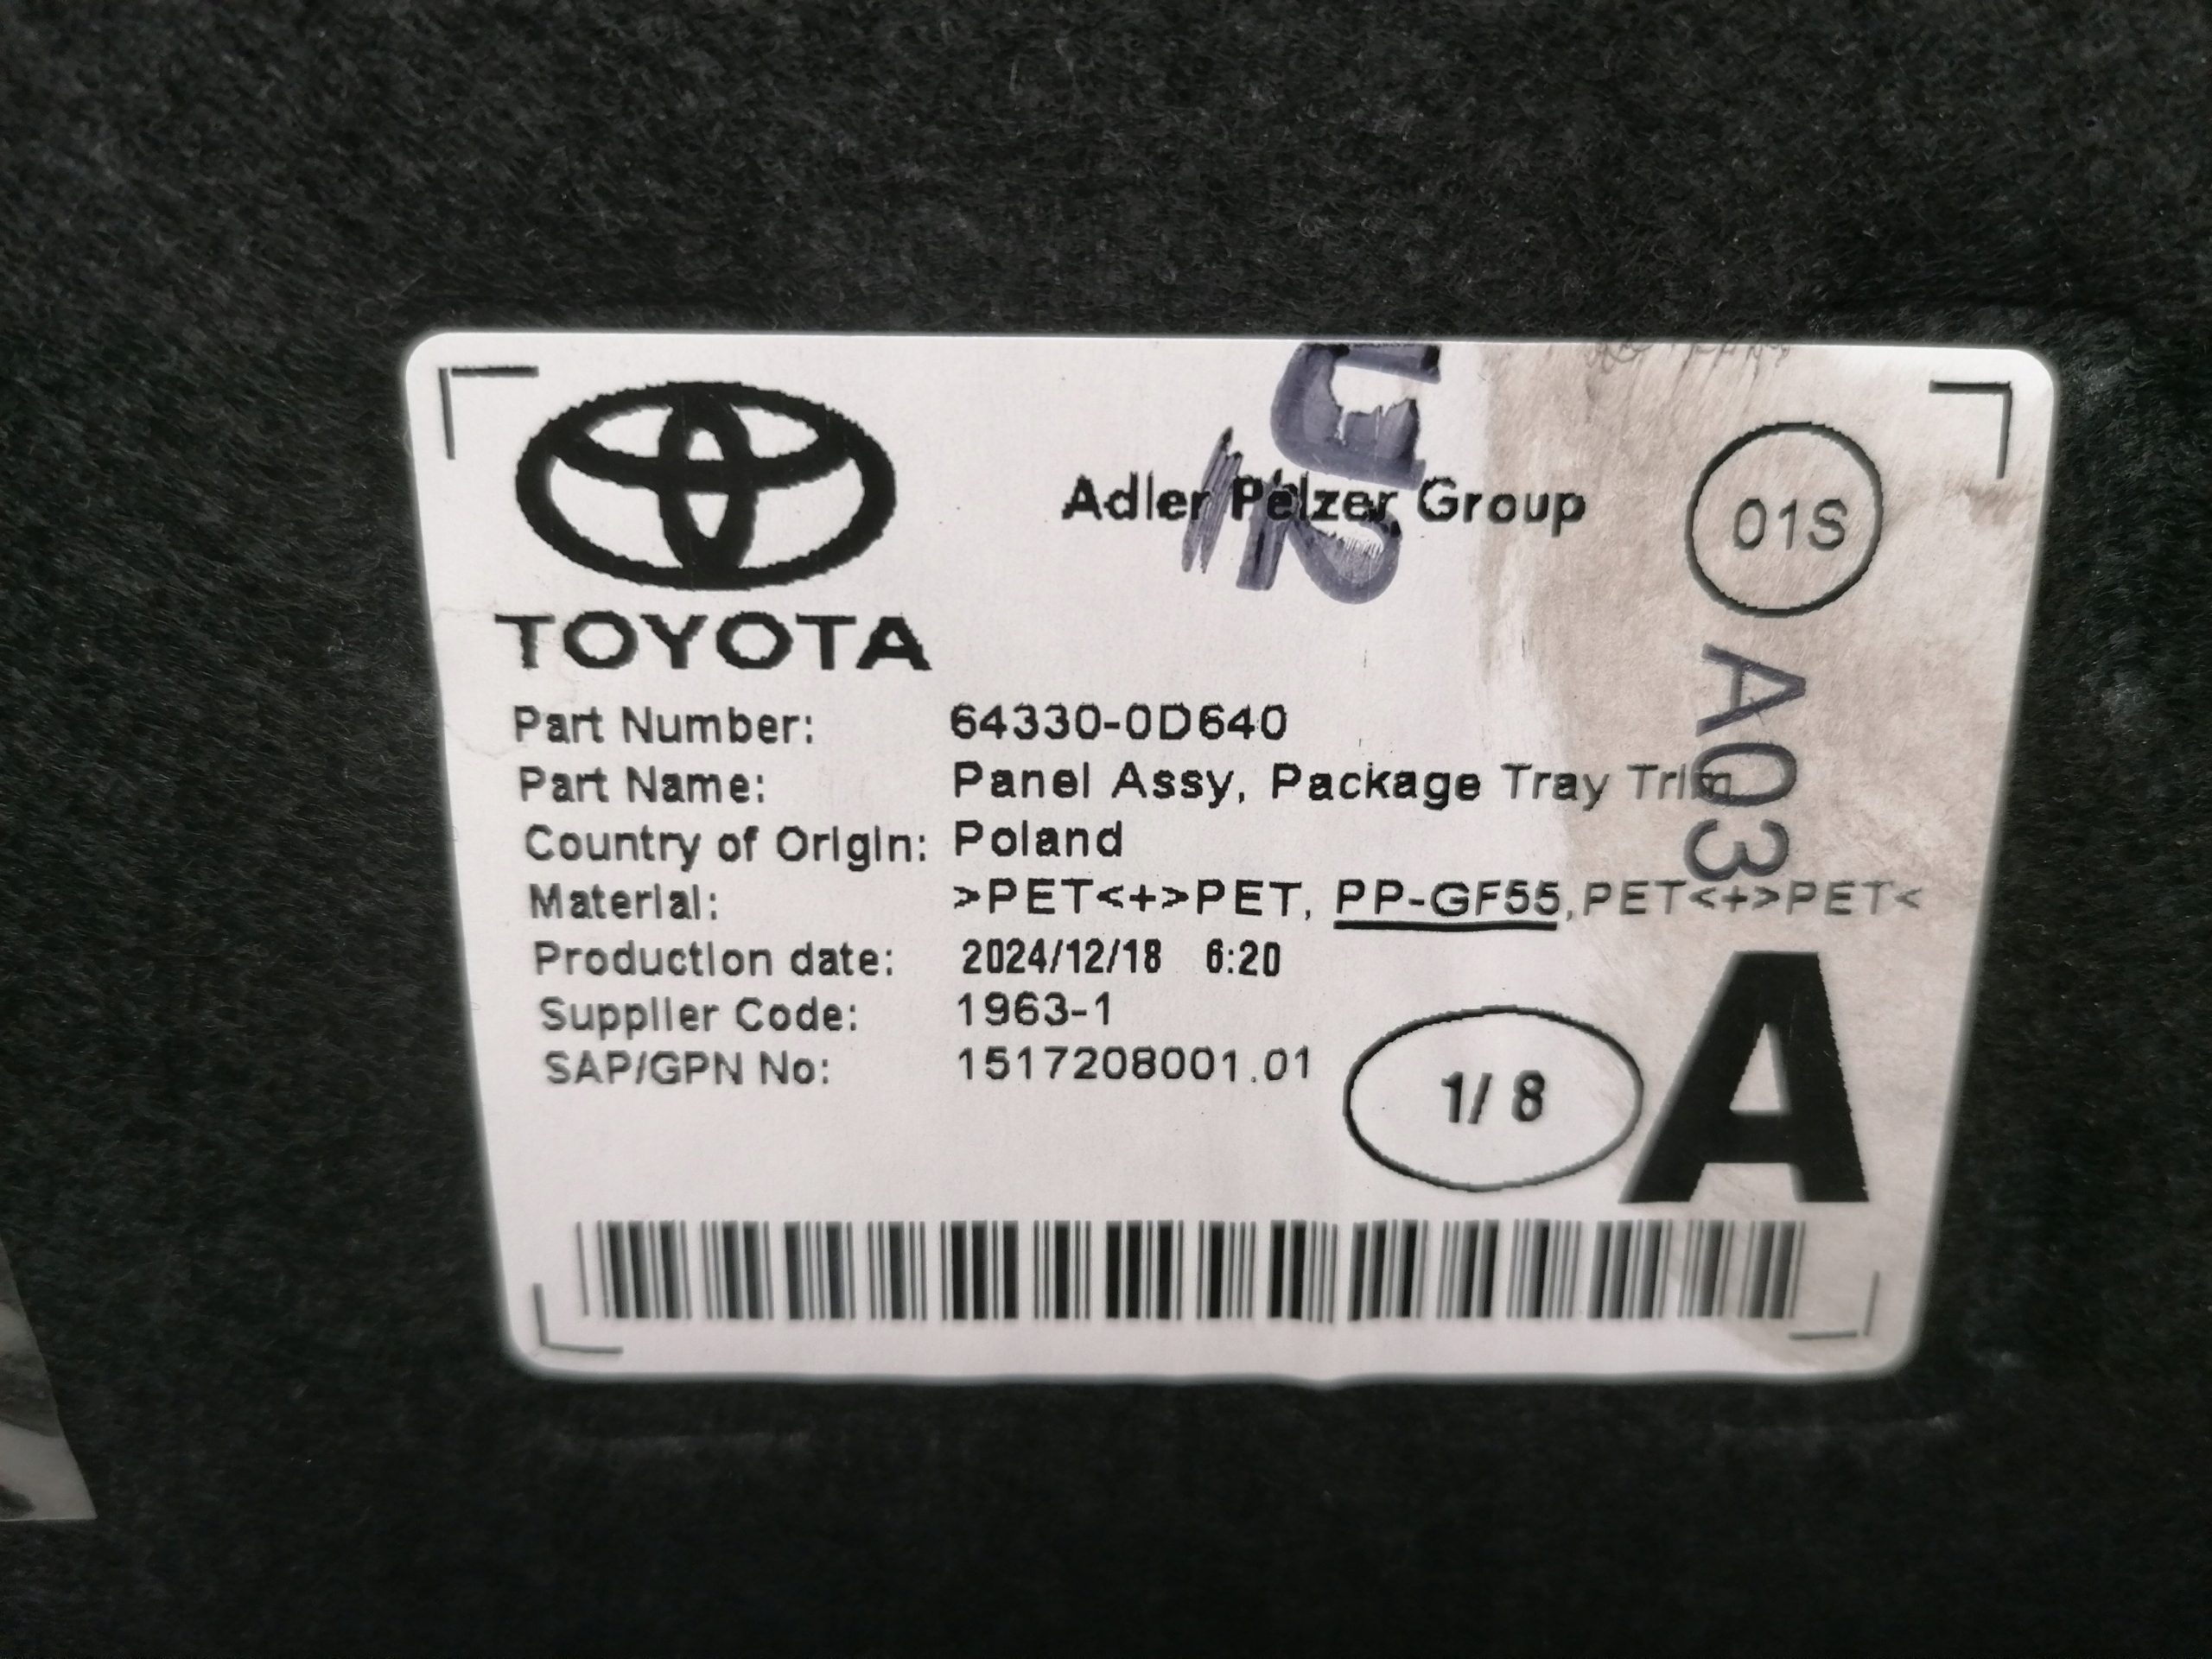 Adler Pelzer Group
01S
TOYOTA
A03
Part Number: 64330-0D640
Part Name: Panel Assy, Package Tray Trim
Country of Origin: Poland
Material: >PET<+>PET, PP-GF55,PET<+>PET<
Production date: 2024/12/18 6:20
Supplier Code: 1963-1
SAP/GPN No: 1517208001.01
1/ 8
A